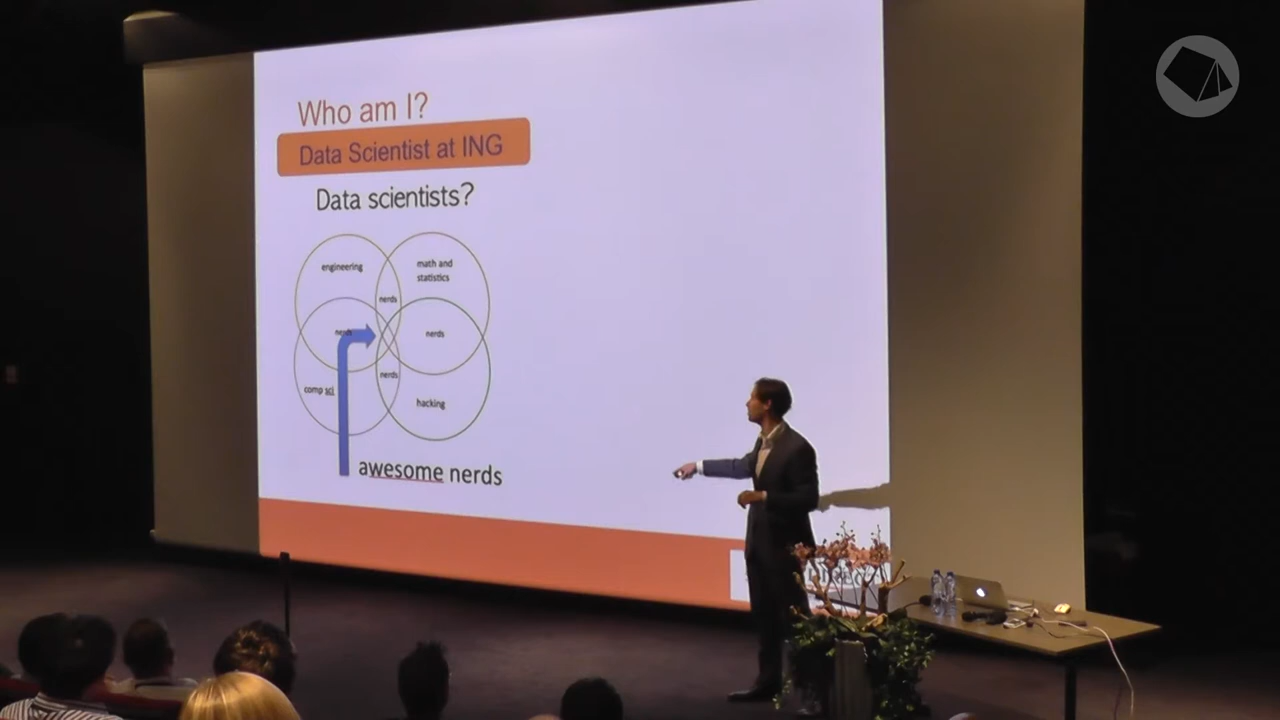 Who am I?
Data Scientist at ING
Data scientists?
engineering
math and
statistics
nerds
nerds
nerds
nerds
comp sci
hacking
awesome nerds